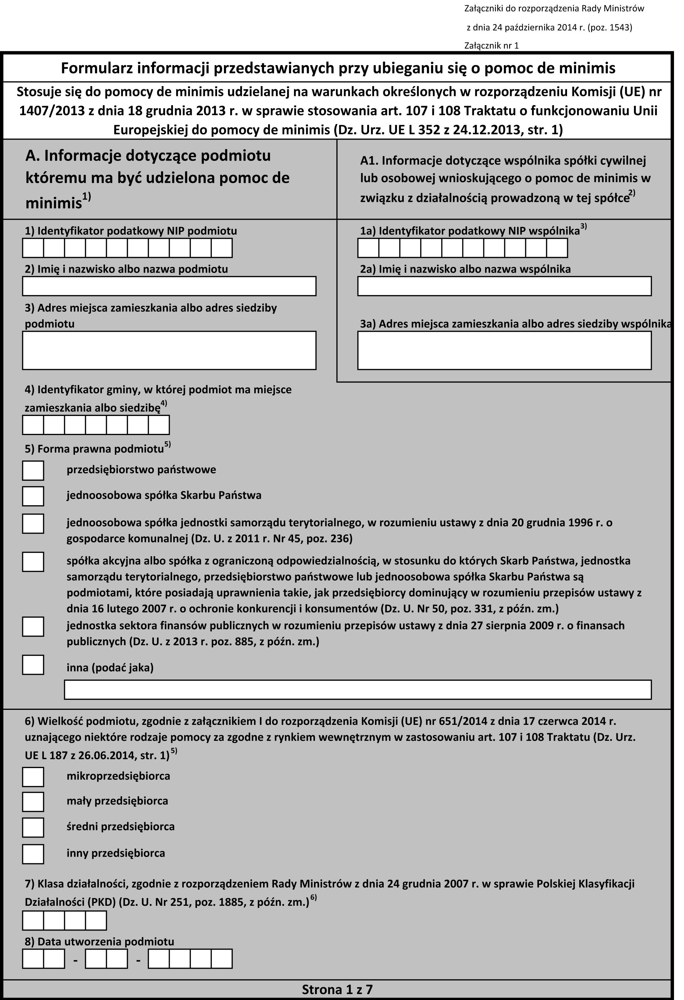 Załączniki do rozporządzenia Rady Ministrów
z dnia 24 października 2014 r. (poz. 1543)
Załącznik nr 1
Formularz informacji przedstawianych przy ubieganiu się o pomoc de minimis
Stosuje się do pomocy de minimis udzielanej na warunkach określonych w rozporządzeniu Komisji (UE) nr
1407/2013 z dnia 18 grudnia 2013 r. w sprawie stosowania art. 107 i 108 Traktatu o funkcjonowaniu Unii
Europejskiej do pomocy de minimis (Dz. Urz. UE L 352 z 24.12.2013, str. 1)
A. Informacje dotyczące podmiotu
któremu ma być udzielona pomoc de
minimis1)
A1. Informacje dotyczące wspólnika spółki cywilnej
lub osobowej wnioskującego o pomoc de minimis w
związku z działalnością prowadzoną w tej spółce2)
1) Identyfikator podatkowy NIP podmiotu
1a) Identyfikator podatkowy NIP wspólnika3)
2) Imię i nazwisko albo nazwa podmiotu
2a) Imię i nazwisko albo nazwa wspólnika
3) Adres miejsca zamieszkania albo adres siedziby
podmiotu
3a) Adres miejsca zamieszkania albo adres siedziby wspólnika
4) Identyfikator gminy, w której podmiot ma miejsce
zamieszkania albo siedzibę4)
5) Forma prawna podmiotu5)
przedsiębiorstwo państwowe
jednoosobowa spółka Skarbu Państwa
jednoosobowa spółka jednostki samorządu terytorialnego, w rozumieniu ustawy z dnia 20 grudnia 1996 r. o
gospodarce komunalnej (Dz. U. z 2011 r. Nr 45, poz. 236)
spółka akcyjna albo spółka z ograniczoną odpowiedzialnością, w stosunku do których Skarb Państwa, jednostka
samorządu terytorialnego, przedsiębiorstwo państwowe lub jednoosobowa spółka Skarbu Państwa są
podmiotami, które posiadają uprawnienia takie, jak przedsiębiorcy dominujący w rozumieniu przepisów ustawy z
dnia 16 lutego 2007 r. o ochronie konkurencji i konsumentów (Dz. U. Nr 50, poz. 331, z późn. zm.)
jednostka sektora finansów publicznych w rozumieniu przepisów ustawy z dnia 27 sierpnia 2009 r. o finansach
publicznych (Dz. U. z 2013 r. poz. 885, z późn. zm.)
inna (podać jaka)
6) Wielkość podmiotu, zgodnie z załącznikiem I do rozporządzenia Komisji (UE) nr 651/2014 z dnia 17 czerwca 2014 r.
uznającego niektóre rodzaje pomocy za zgodne z rynkiem wewnętrznym w zastosowaniu art. 107 i 108 Traktatu (Dz. Urz.
UE L 187 z 26.06.2014, str. 1)5)
mikroprzedsiębiorca
mały przedsiębiorca
średni przedsiębiorca
inny przedsiębiorca
7) Klasa działalności, zgodnie z rozporządzeniem Rady Ministrów z dnia 24 grudnia 2007 r. w sprawie Polskiej Klasyfikacji
Działalności (PKD) (Dz. U. Nr 251, poz. 1885, z późn. zm.)6)
8) Data utworzenia podmiotu
- -
Strona 1 z 7